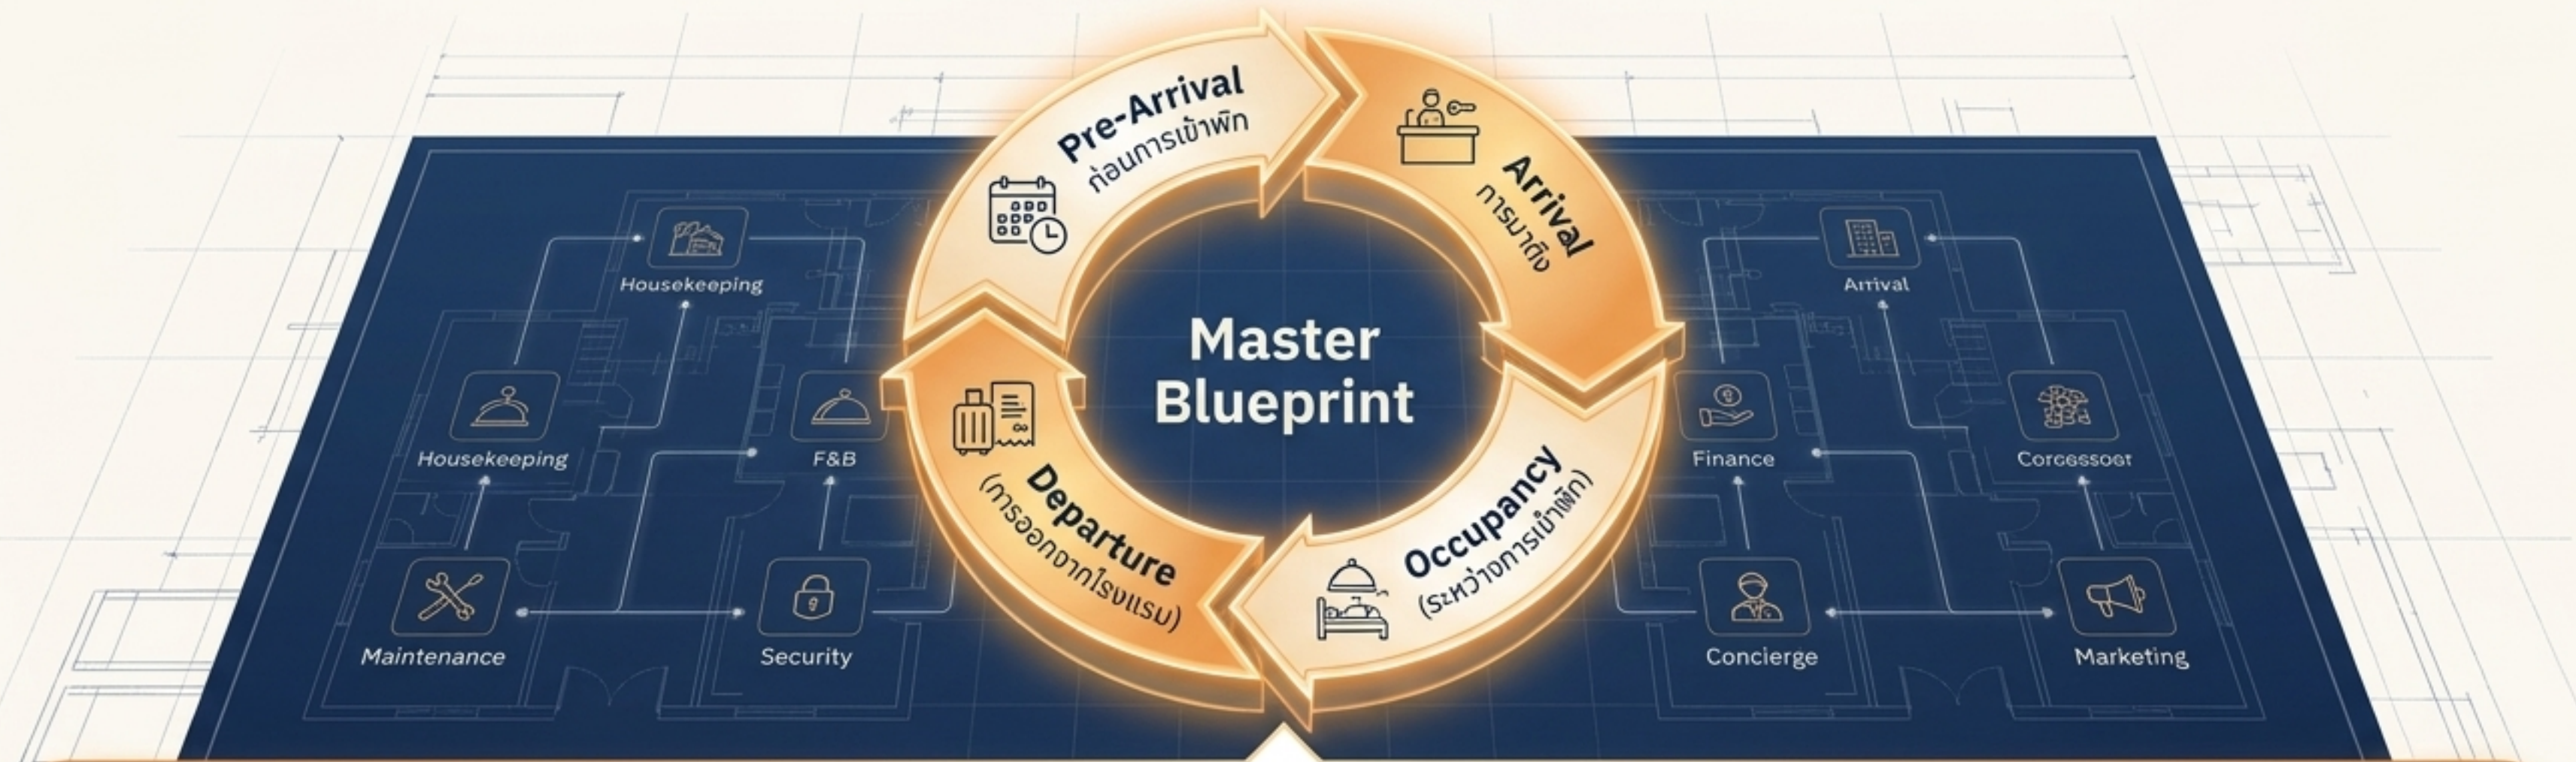 Pre-Arrival
ก่อนการเข้าพัก
Arrival
การมาถึง
Master
Blueprint
Occupancy
(ระหว่างการเข้าพัก)
Departure
(การออกจากโรงแรม)
Housekeeping
Housekeeping
F&B
Maintenance
Security
Arrival
Finance
Corcessoer
Concierge
Marketing